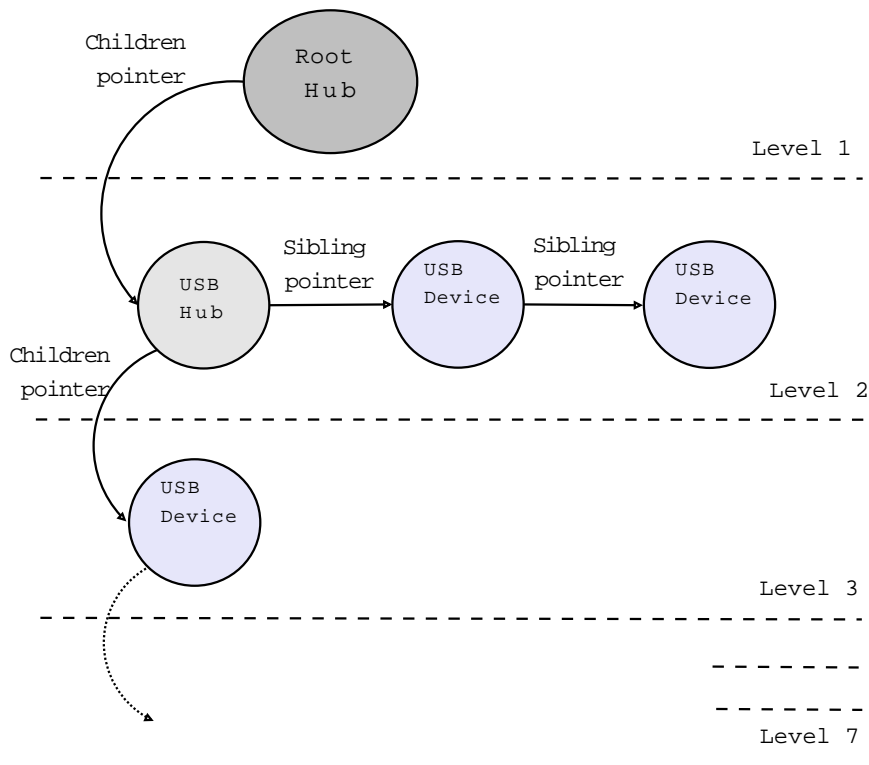 Children
pointer
Root
Hub
Level 1
Sibling
pointer
Sibling
pointer
USB
Hub
USB
Device
USB
Device
Children
pointer
Level 2
USB
Device
Level 3
Level 7